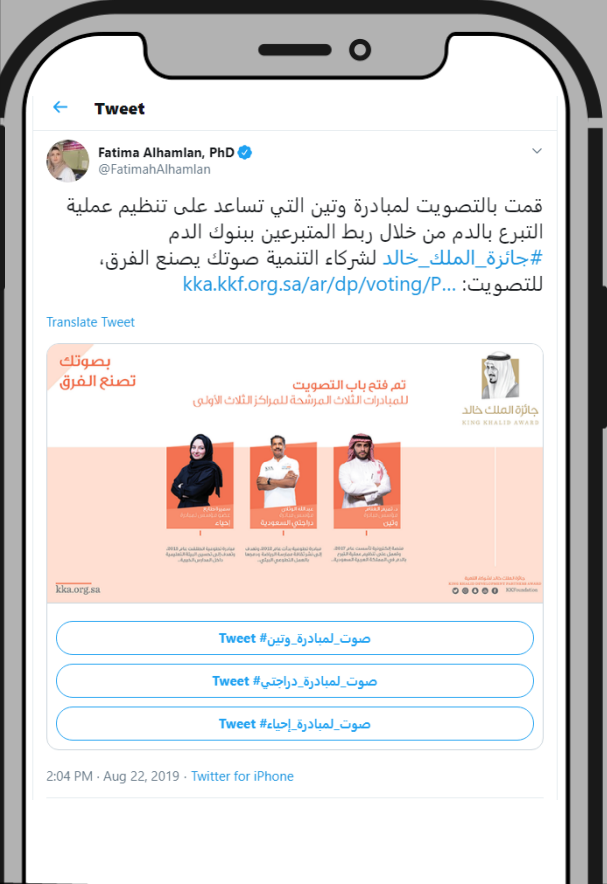 Tweet
Fatima Alhamlan, PhD
@FatimahAlhamlan
قمت بالتصويت لمبادرة وتين التي تساعد على تنظيم عملية
التبرع بالدم من خلال ربط المتبرعين ببنوك الدم
#جائزة_الملك_خالد لشركاء التنمية صوتك يصنع الفرق،
للتصويت: kka.kkf.org.sa/ar/dp/voting/P...
Translate Tweet
بصوتك
تصنع الفرق
تم فتح باب التصويت
للمبادرات الثلاث المرشحة للمراكز الثلاث الأولى
جائزة الملك خالد
KING KHALID AWARD
وتين
دراجتي السعودية
إحياء
kka.org.sa
KKFoundation
Tweet #صوت_لمبادرة_وتين
Tweet #صوت_لمبادرة_دراجتي
Tweet #صوت_لمبادرة_إحياء
2:04 PM · Aug 22, 2019 · Twitter for iPhone